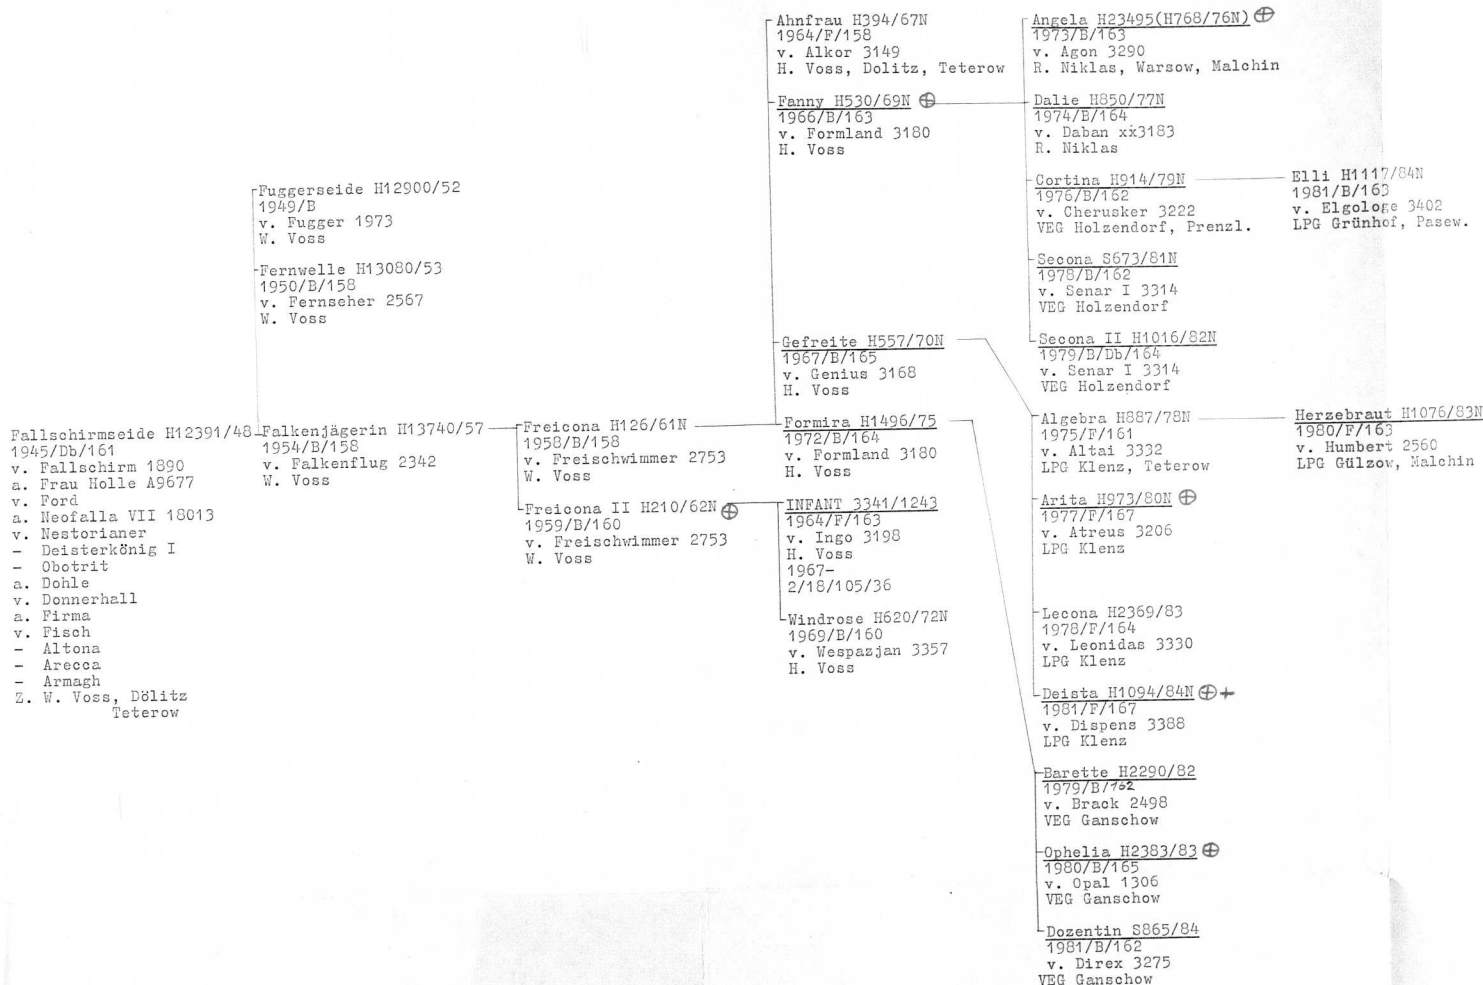 Fallschirmseide H12391/48
1945/Db/161
v. Fallschirm 1890
a. Frau Holle A9677
v. Ford
a. Neofalla VII 18013
v. Nestorianer
- Deisterkönig I
- Obotrit
a. Dohle
v. Donnerhall
a. Firma
v. Fisch
- Altona
- Arecca
- Armagh
Z. W. Voss, Dölitz
Teterow
Fuggerseide H12900/52
1949/B
v. Fugger 1973
W. Voss
Fernwelle H13080/53
1950/B/158
v. Fernseher 2567
W. Voss
Falkenjägerin H13740/57
1954/B/158
v. Falkenflug 2342
W. Voss
Freicona H126/61N
1958/B/158
v. Freischwimmer 2753
W. Voss
Freicona II H210/62N
1959/B/160
v. Freischwimmer 2753
W. Voss
Ahnfrau H394/67N
1964/F/158
v. Alkor 3149
H. Voss, Dolitz, Teterow
Fanny H530/69N
1966/B/163
v. Formland 3180
H. Voss
Gefreite H557/70N
1967/B/165
v. Genius 3168
H. Voss
Formira H1496/75
1972/B/164
v. Formland 3180
H. Voss
INFANT 3341/1243
1964/F/163
v. Ingo 3198
H. Voss
1967-
2/18/105/36
Windrose H620/72N
1969/B/160
v. Wespazjan 3357
H. Voss
Angela H23495(H768/76N)
1973/B/163
v. Agon 3290
R. Niklas, Warsow, Malchin
Dalie H850/77N
1974/B/164
v. Daban xx3183
R. Niklas
Cortina H914/79N
1976/B/162
v. Cherusker 3222
VEG Holzendorf, Prenzl.
Secona S673/81N
1978/B/162
v. Senar I 3314
VEG Holzendorf
Secona II H1016/82N
1979/B/Db/164
v. Senar I 3314
VEG Holzendorf
Algebra H887/78N
1975/F/161
v. Altai 3332
LPG Klenz, Teterow
Arita H973/80N
1977/F/167
v. Atreus 3206
LPG Klenz
Lecona H2369/83
1978/F/164
v. Leonidas 3330
LPG Klenz
Deista H1094/84N
1981/F/167
v. Dispens 3388
LPG Klenz
Barette H2290/82
1979/B/162
v. Brack 2498
VEG Ganschow
Ophelia H2383/83
1980/B/165
v. Opal 1306
VEG Ganschow
Dozentin S865/84
1981/B/162
v. Direx 3275
VEG Ganschow
Elli H1117/84N
1981/B/163
v. Elgologe 3402
LPG Grünhof, Pasew.
Herzebraut H1076/83N
1980/F/163
v. Humbert 2560
LPG Gülzow, Malchin